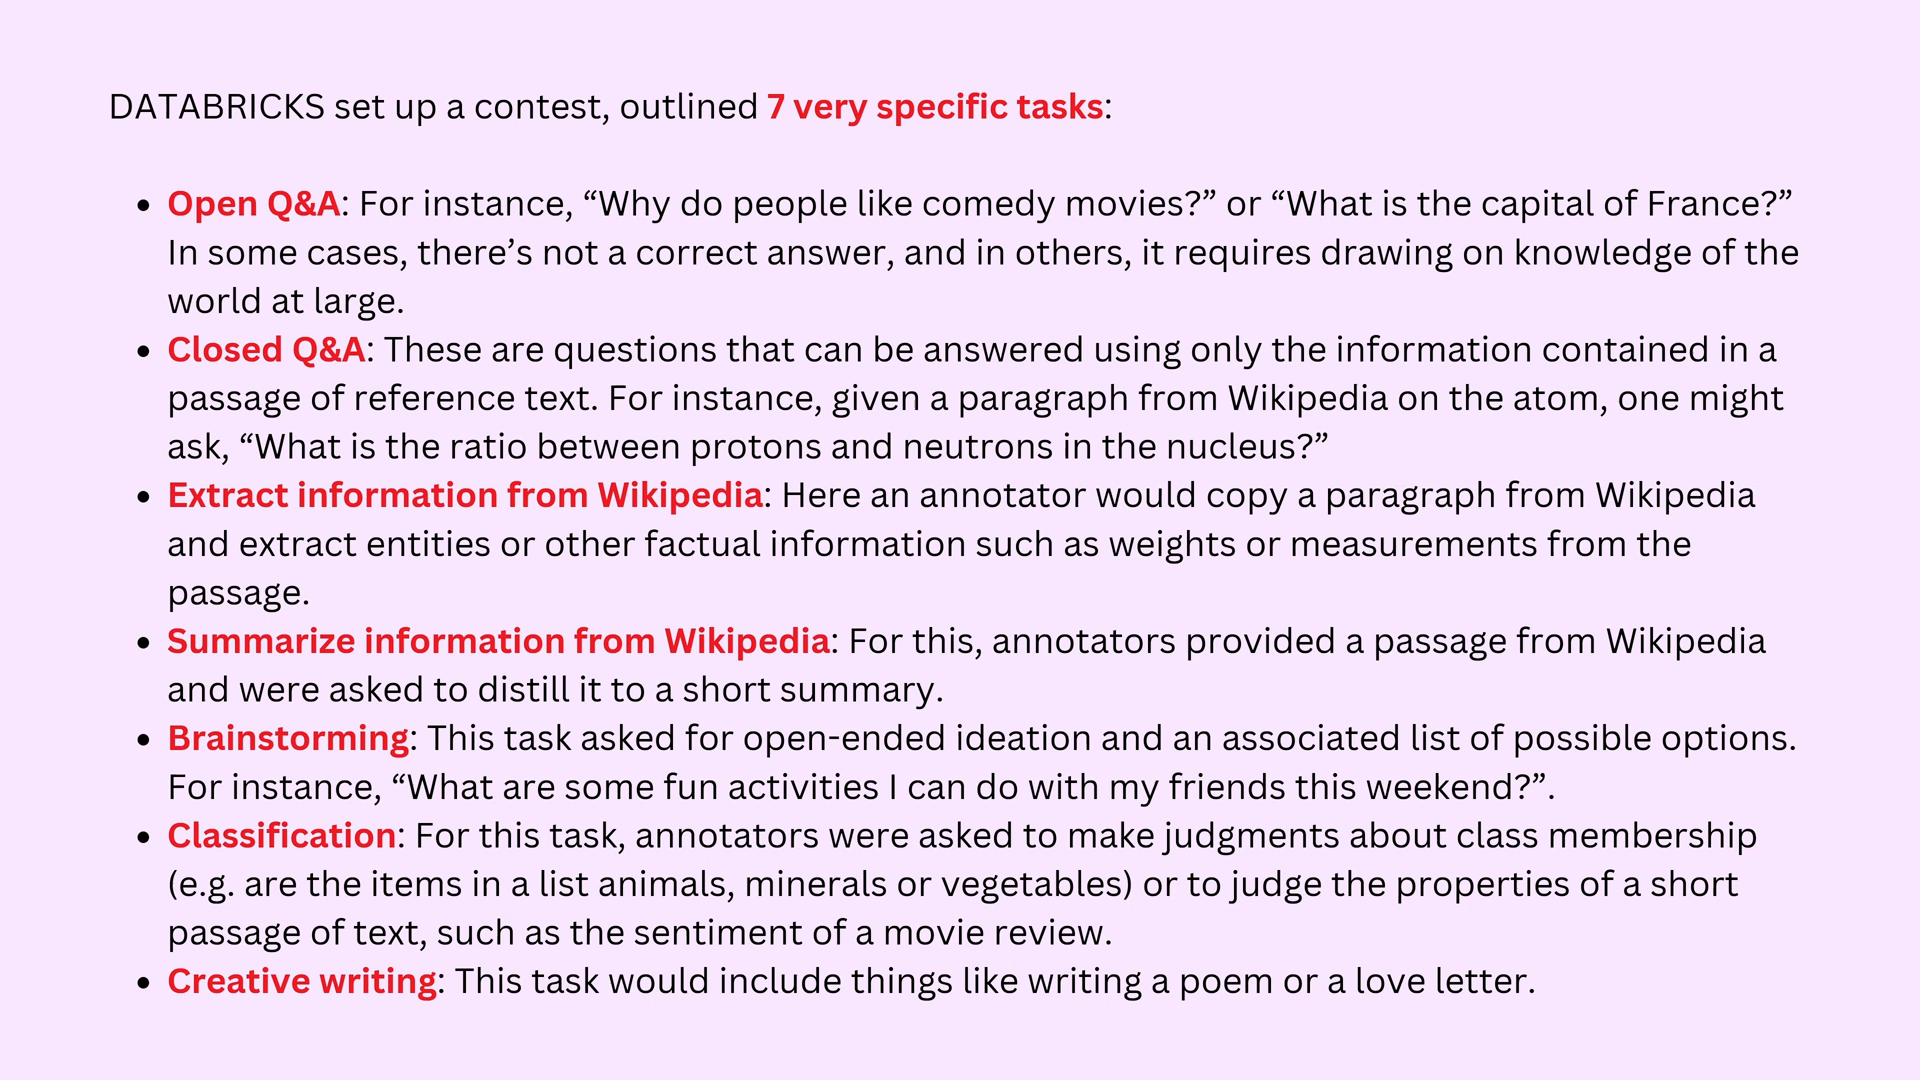 DATABRICKS set up a contest, outlined 7 very specific tasks:
• Open Q&A: For instance, “Why do people like comedy movies?” or “What is the capital of France?”
In some cases, there’s not a correct answer, and in others, it requires drawing on knowledge of the
world at large.
• Closed Q&A: These are questions that can be answered using only the information contained in a
passage of reference text. For instance, given a paragraph from Wikipedia on the atom, one might
ask, “What is the ratio between protons and neutrons in the nucleus?”
• Extract information from Wikipedia: Here an annotator would copy a paragraph from Wikipedia
and extract entities or other factual information such as weights or measurements from the
passage.
• Summarize information from Wikipedia: For this, annotators provided a passage from Wikipedia
and were asked to distill it to a short summary.
• Brainstorming: This task asked for open-ended ideation and an associated list of possible options.
For instance, “What are some fun activities I can do with my friends this weekend?”.
• Classification: For this task, annotators were asked to make judgments about class membership
(e.g. are the items in a list animals, minerals or vegetables) or to judge the properties of a short
passage of text, such as the sentiment of a movie review.
• Creative writing: This task would include things like writing a poem or a love letter.